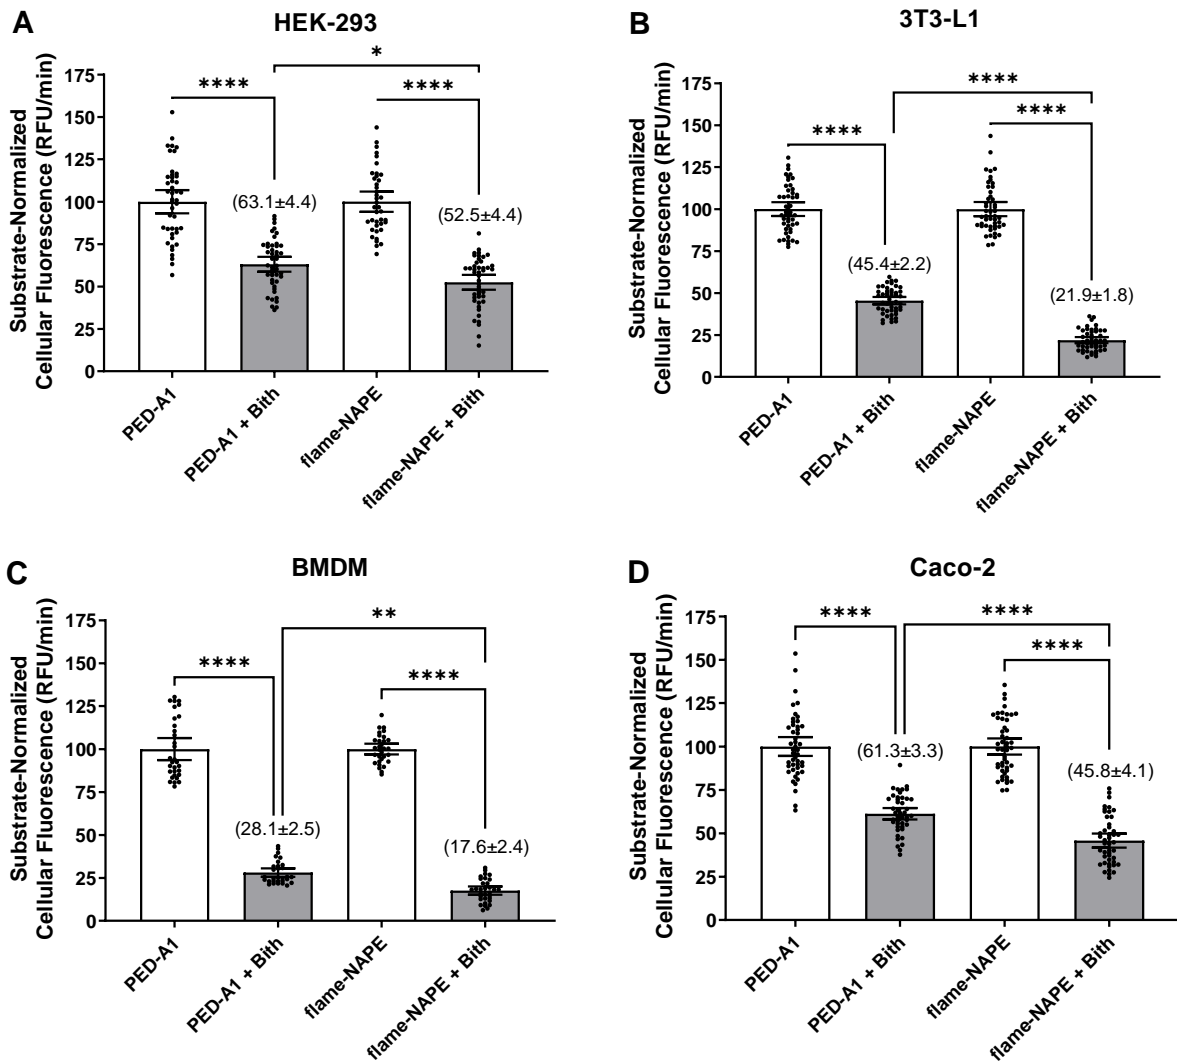 A
HEK-293
Substrate-Normalized
Cellular Fluorescence (RFU/min)
175
150
125
100
75
50
25
0
****
*
****
(63.1±4.4)
(52.5±4.4)
PED-A1
PED-A1 + Bith
flame-NAPE
flame-NAPE + Bith
B
3T3-L1
Substrate-Normalized
Cellular Fluorescence (RFU/min)
175
150
125
100
75
50
25
0
****
****
****
(45.4±2.2)
(21.9±1.8)
PED-A1
PED-A1 + Bith
flame-NAPE
flame-NAPE + Bith
C
BMDM
Substrate-Normalized
Cellular Fluorescence (RFU/min)
175
150
125
100
75
50
25
0
****
**
****
(28.1±2.5)
(17.6±2.4)
PED-A1
PED-A1 + Bith
flame-NAPE
flame-NAPE + Bith
D
Caco-2
Substrate-Normalized
Cellular Fluorescence (RFU/min)
175
150
125
100
75
50
25
0
****
****
****
(61.3±3.3)
(45.8±4.1)
PED-A1
PED-A1 + Bith
flame-NAPE
flame-NAPE + Bith